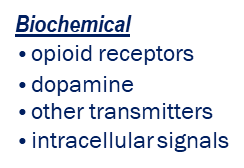 Biochemical
• opioid receptors
• dopamine
• other transmitters
• intracellular signals